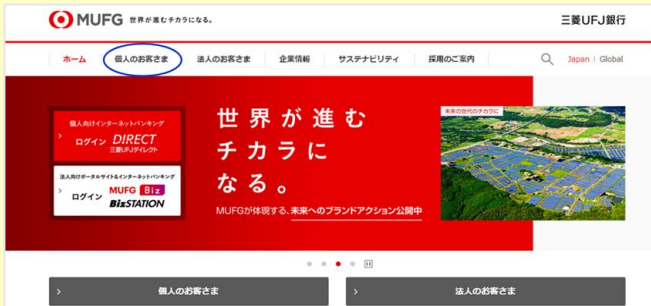 MUFG 世界が進むチカラになる。
三菱UFJ銀行
ホーム 個人のお客さま 法人のお客さま 企業情報 サステナビリティ 採用のご案内 Japan Global
個人向けインターネットバンキング
ログイン DIRECT
三菱UFJダイレクト
法人向けポータルサイト&インターネットバンキング
ログイン MUFG Biz
BizSTATION
世界が進む
チカラに
なる。
MUFGが体現する、未来へのブランドアクション公開中
未来の世代のチカラに
個人のお客さま
法人のお客さま